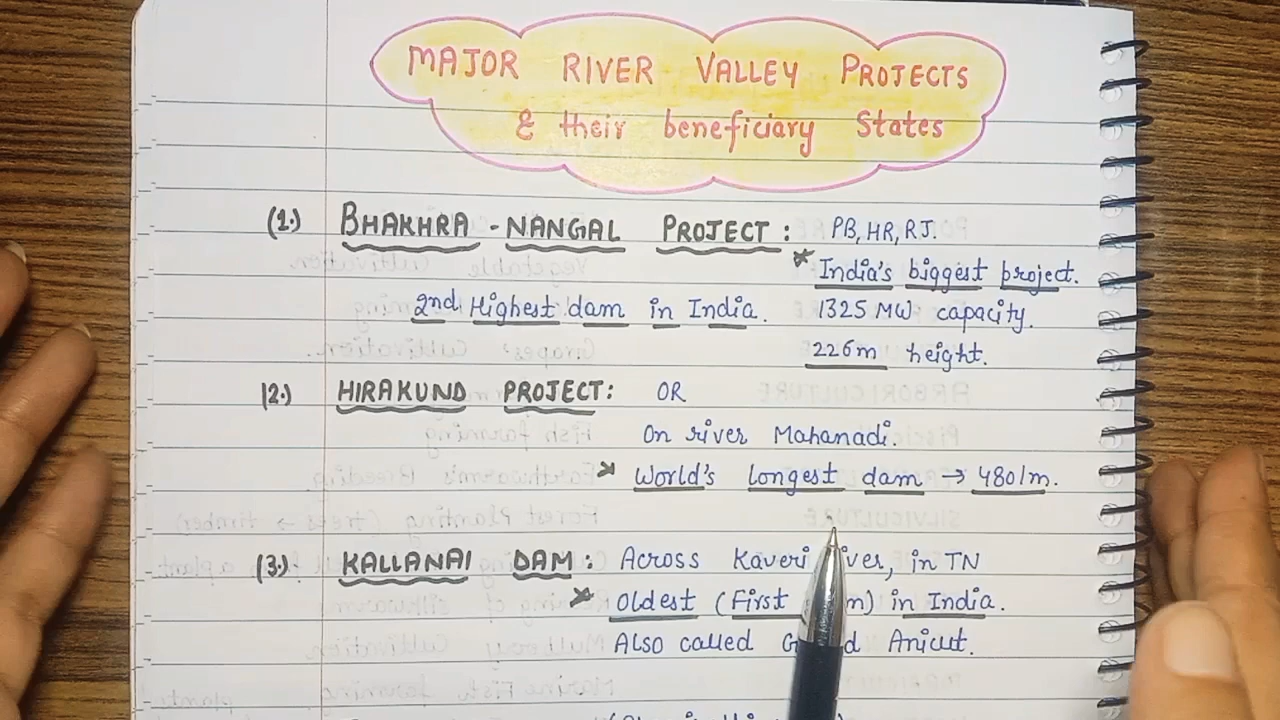 MAJOR RIVER VALLEY PROJECTS
& their beneficiary States
(1.) BHAKHRA - NANGAL PROJECT : PB, HR, RJ.
* India's biggest project.
2nd Highest dam in India. 1325 MW capacity.
226m height.
(2.) HIRAKUND PROJECT : OR
On river Mahanadi.
* World's longest dam → 4801m.
(3.) KALLANAI DAM : Across Kaveri River, in TN
* Oldest (First in India.
Also called Anicut.